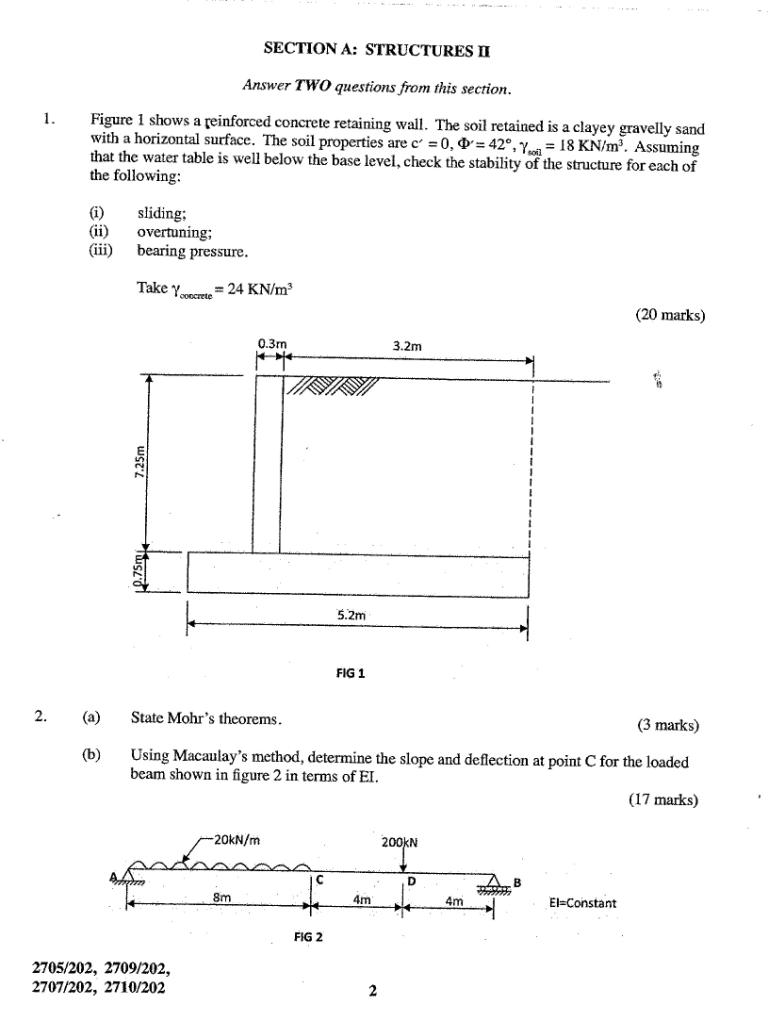 SECTION A: STRUCTURES II
Answer TWO questions from this section.
1. Figure 1 shows a reinforced concrete retaining wall. The soil retained is a clayey gravelly sand
with a horizontal surface. The soil properties are c′ = 0, Φ′ = 42°, γsoil = 18 KN/m³. Assuming
that the water table is well below the base level, check the stability of the structure for each of
the following:
(i) sliding;
(ii) overtuning;
(iii) bearing pressure.
Take γconcrete = 24 KN/m³
(20 marks)
0.3m 3.2m
7.25m
0.75m
5.2m
FIG 1
2. (a) State Mohr's theorems.
(3 marks)
(b) Using Macaulay's method, determine the slope and deflection at point C for the loaded
beam shown in figure 2 in terms of EI.
(17 marks)
20kN/m 200kN
A C D B
8m 4m 4m EI=Constant
FIG 2
2705/202, 2709/202,
2707/202, 2710/202
2